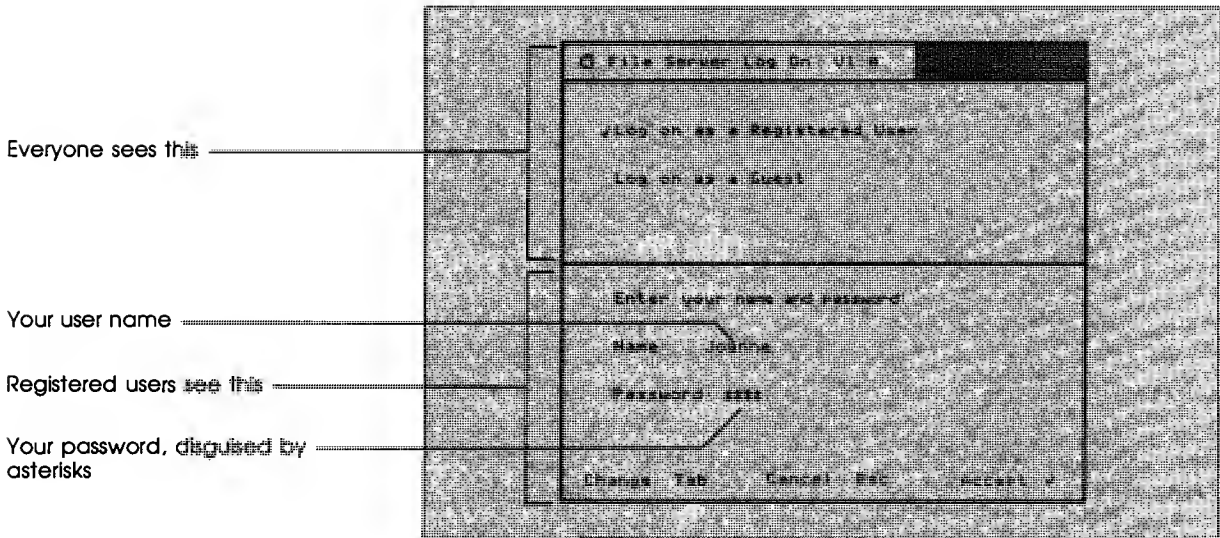 File Server Log On V1
Everyone sees this
✓Log on as a Registered User
Log on as a Guest
Enter your name and password
Your user name
Name Joanne
Registered users see this
Password ****
Your password, disguised by
asterisks
Change Tab Cancel Esc Accept